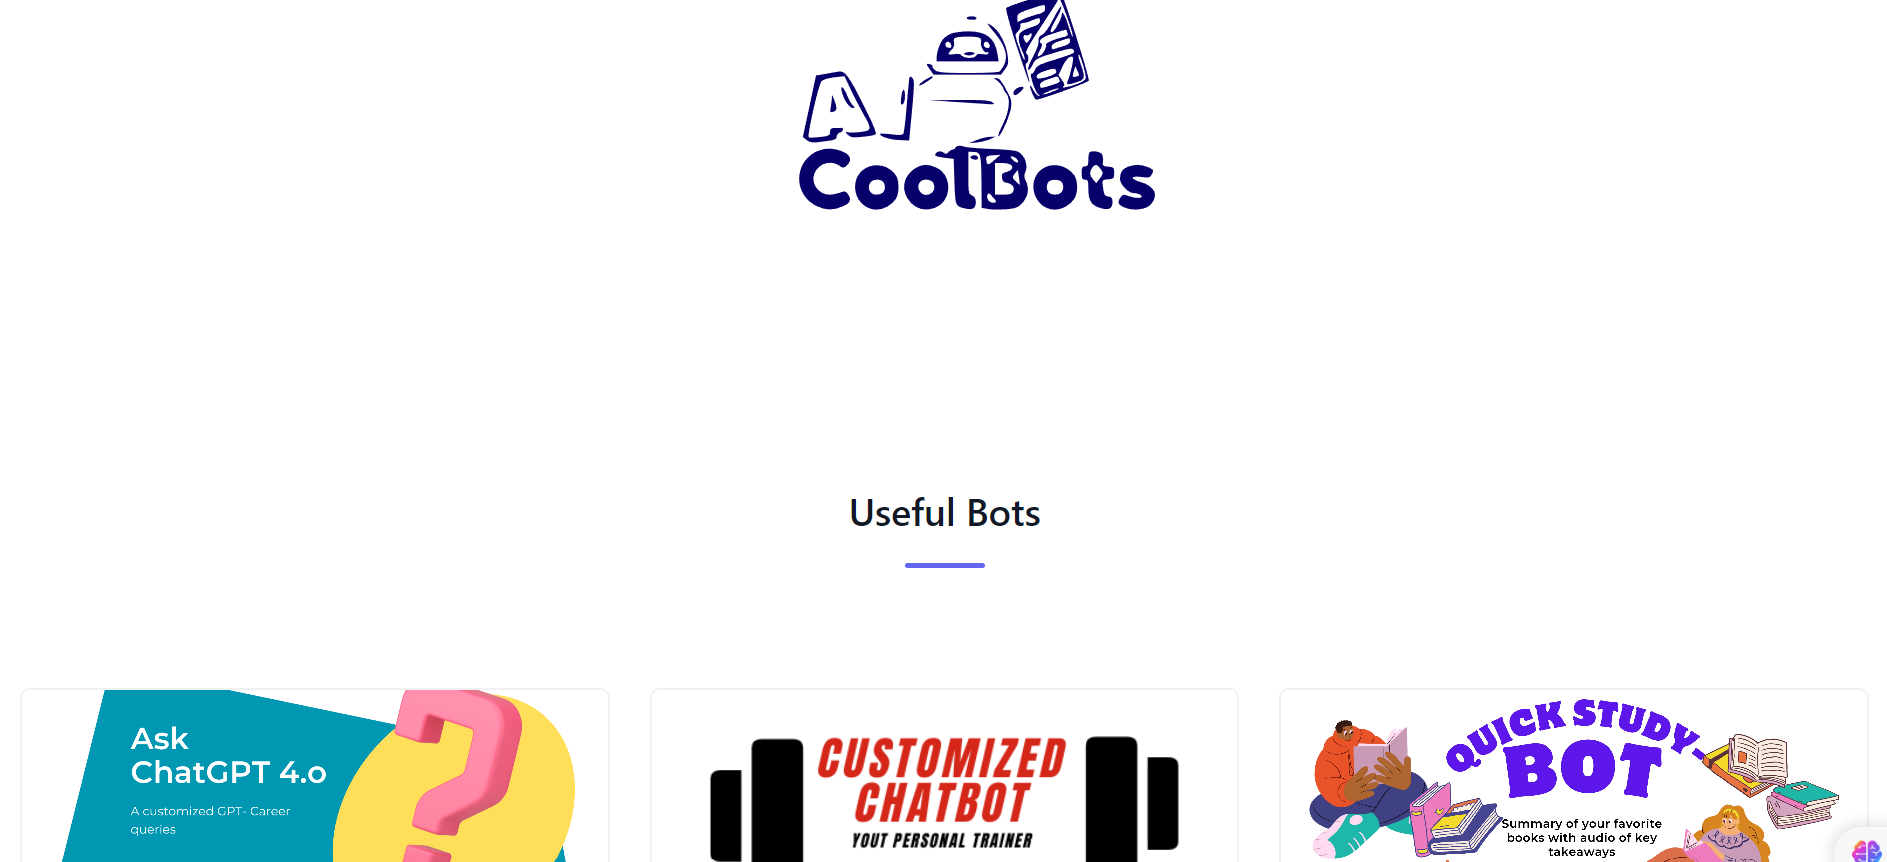 AI
CoolBots
Useful Bots
Ask
ChatGPT 4.o
A customized GPT- Career
queries
CUSTOMIZED
CHATBOT
YOUT PERSONAL TRAINER
QUICK STUDY-
BOT
Summary of your favorite
books with audio of key
takeaways